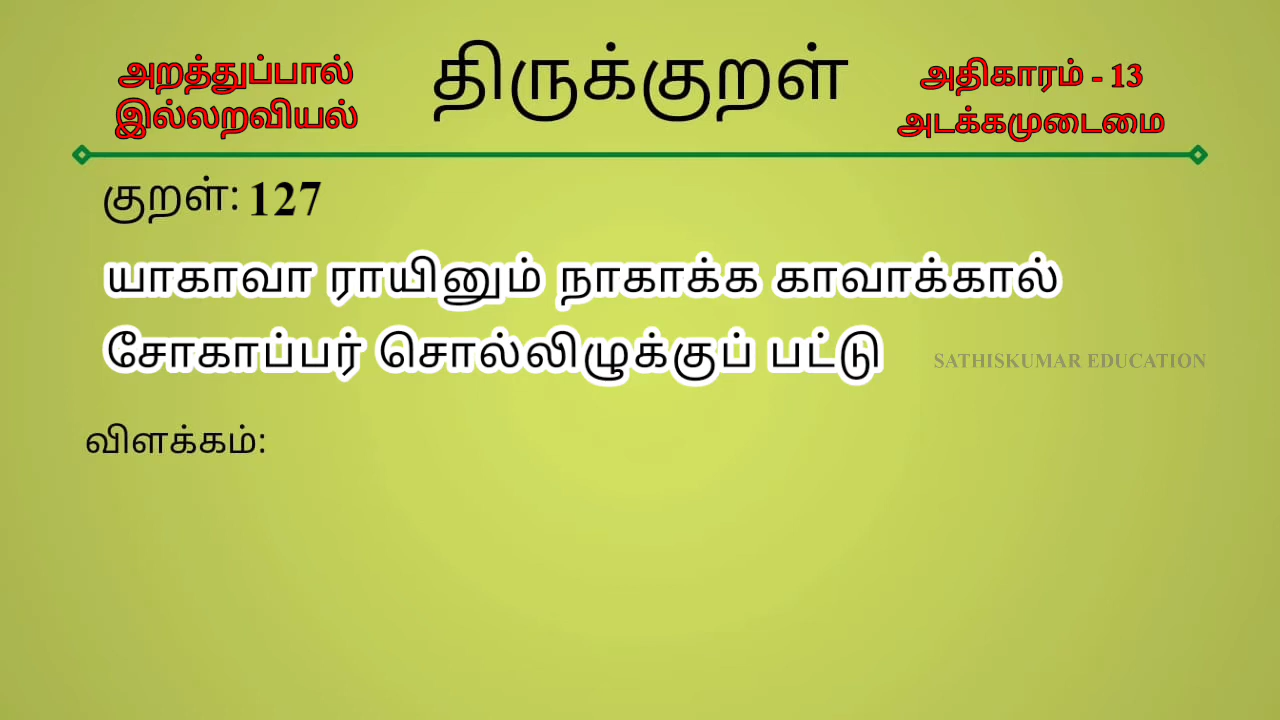 அறத்துப்பால்
இல்லறவியல்
திருக்குறள்
அதிகாரம் - 13
அடக்கமுடைமை
குறள்: 127
யாகாவா ராயினும் நாகாக்க காவாக்கால்
சோகாப்பர் சொல்லிழுக்குப் பட்டு
SATHISKUMAR EDUCATION
விளக்கம்: